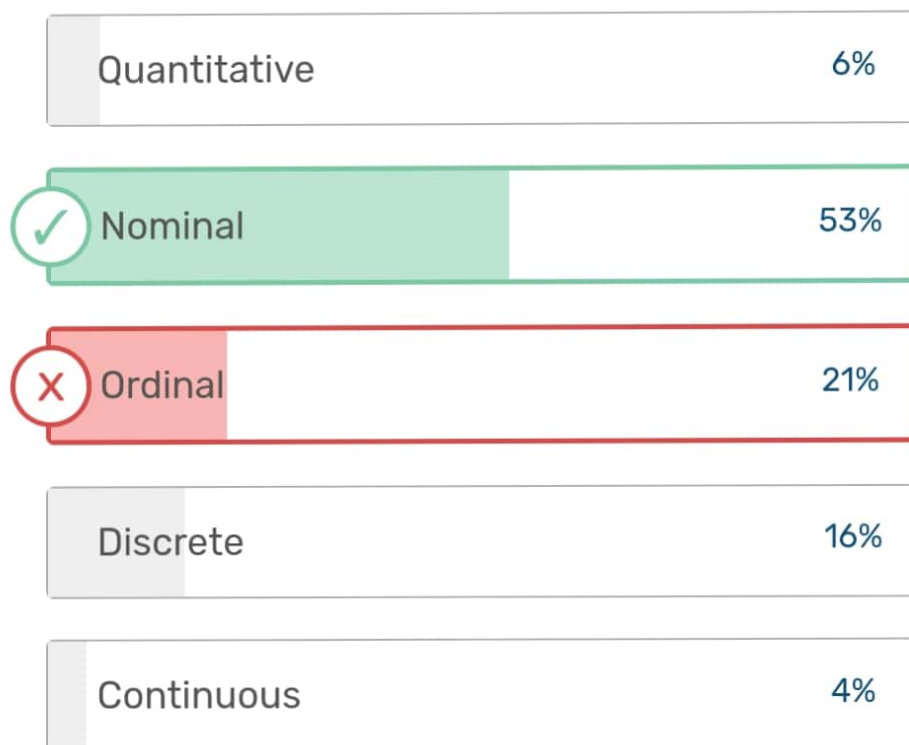 Quantitative 6%
✓ Nominal 53%
X Ordinal 21%
Discrete 16%
Continuous 4%